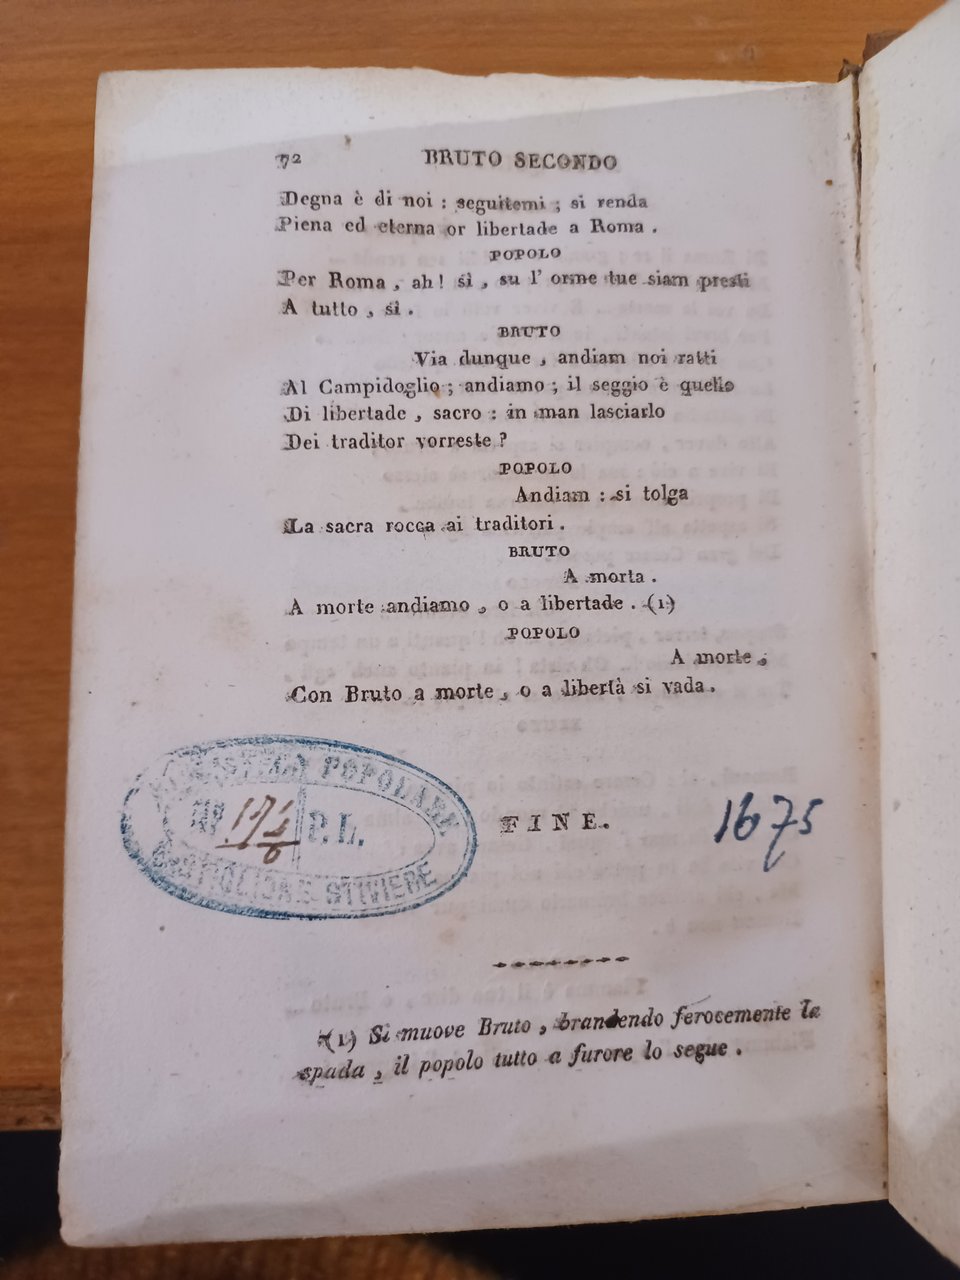 72 BRUTO SECONDO
Degna è di noi : seguitemi ; si renda
Piena ed eterna or libertade a Roma .
POPOLO
Per Roma , ah ! sì , su l' orme tue siam presti
A tutto , sì .
BRUTO
Via dunque , andiam noi ratti
Al Campidoglio ; andiamo ; il seggio è quello
Di libertade , sacro : in man lasciarlo
Dei traditor vorreste ?
POPOLO
Andiam : si tolga
La sacra rocca ai traditori .
BRUTO
A morta .
A morte andiamo , o a libertade . (1)
POPOLO
A morte ,
Con Bruto a morte , o a libertà si vada .
BIBLIOTECA POPOLARE
P. L.
CASTIGLIONE STIVIERE
FINE.
1675
(1) Si muove Bruto , brandendo ferocemente la
spada , il popolo tutto a furore lo segue .